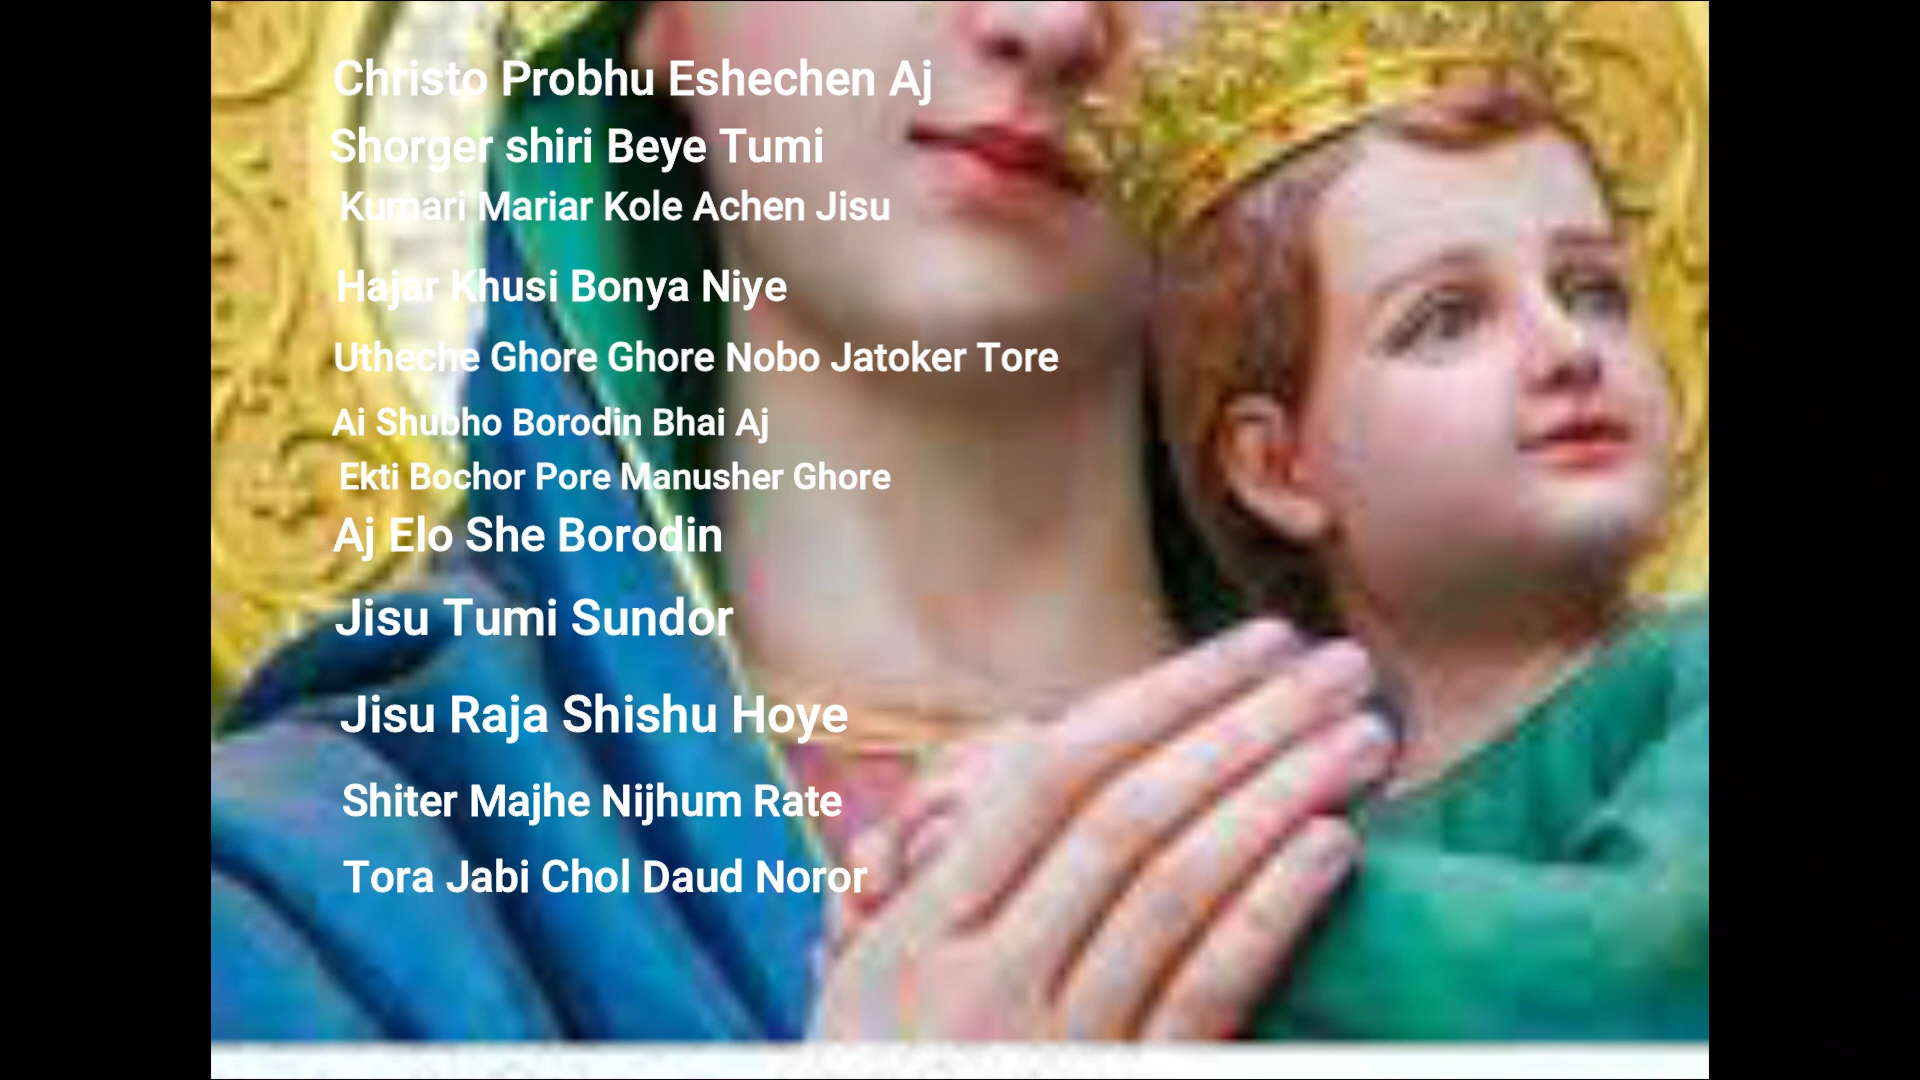 Christo Probhu Eshechen Aj
Shorger shiri Beye Tumi
Kumari Mariar Kole Achen Jisu
Hajar Khusi Bonya Niye
Utheche Ghore Ghore Nobo Jatoker Tore
Ai Shubho Borodin Bhai Aj
Ekti Bochor Pore Manusher Ghore
Aj Elo She Borodin
Jisu Tumi Sundor
Jisu Raja Shishu Hoye
Shiter Majhe Nijhum Rate
Tora Jabi Chol Daud Noror